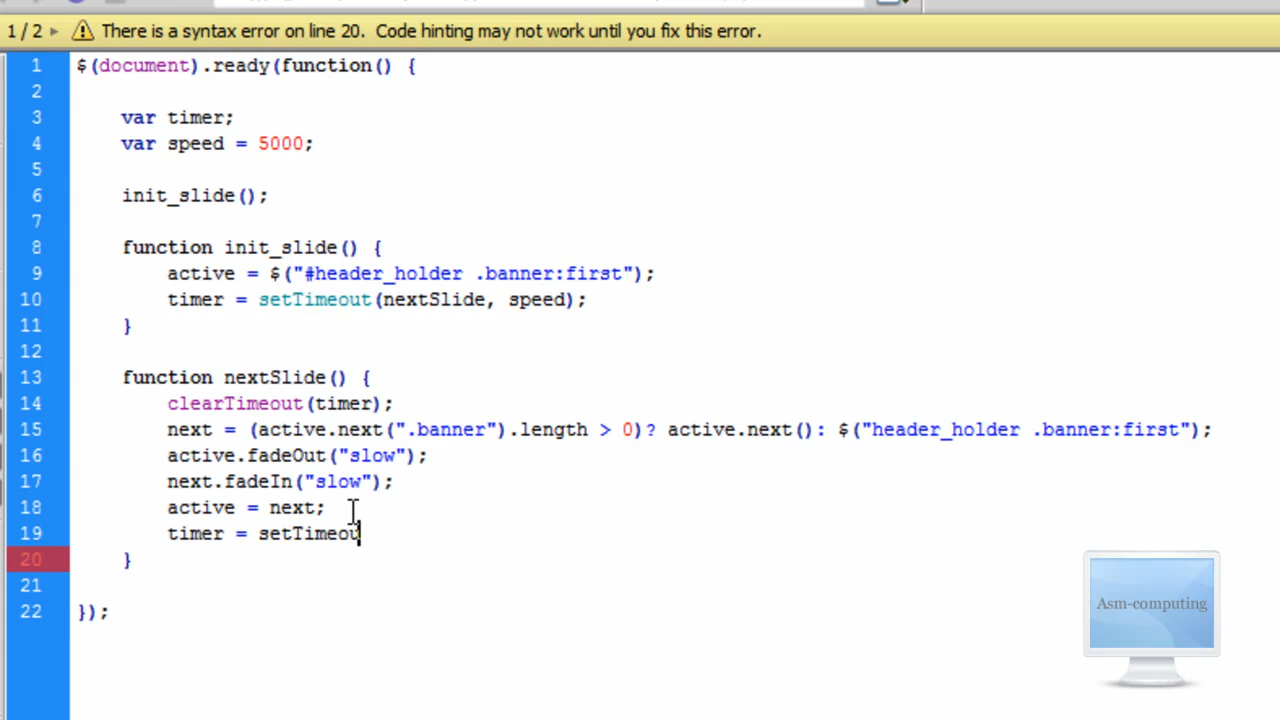 1 / 2 There is a syntax error on line 20. Code hinting may not work until you fix this error.
1 $(document).ready(function() {
2
3 var timer;
4 var speed = 5000;
5
6 init_slide();
7
8 function init_slide() {
9 active = $("#header_holder .banner:first");
10 timer = setTimeout(nextSlide, speed);
11 }
12
13 function nextSlide() {
14 clearTimeout(timer);
15 next = (active.next(".banner").length > 0)? active.next(): $("header_holder .banner:first");
16 active.fadeOut("slow");
17 next.fadeIn("slow");
18 active = next;
19 timer = setTimeou
20 }
21
22 });
Asm-computing